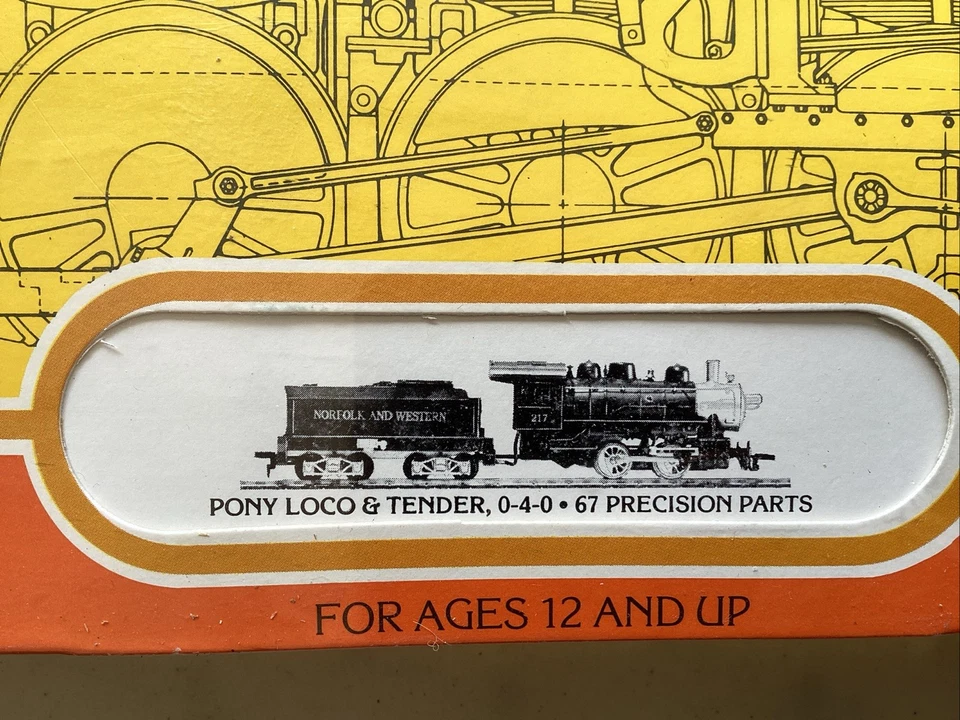 NORFOLK AND WESTERN
217
PONY LOCO & TENDER, 0-4-0 • 67 PRECISION PARTS
FOR AGES 12 AND UP